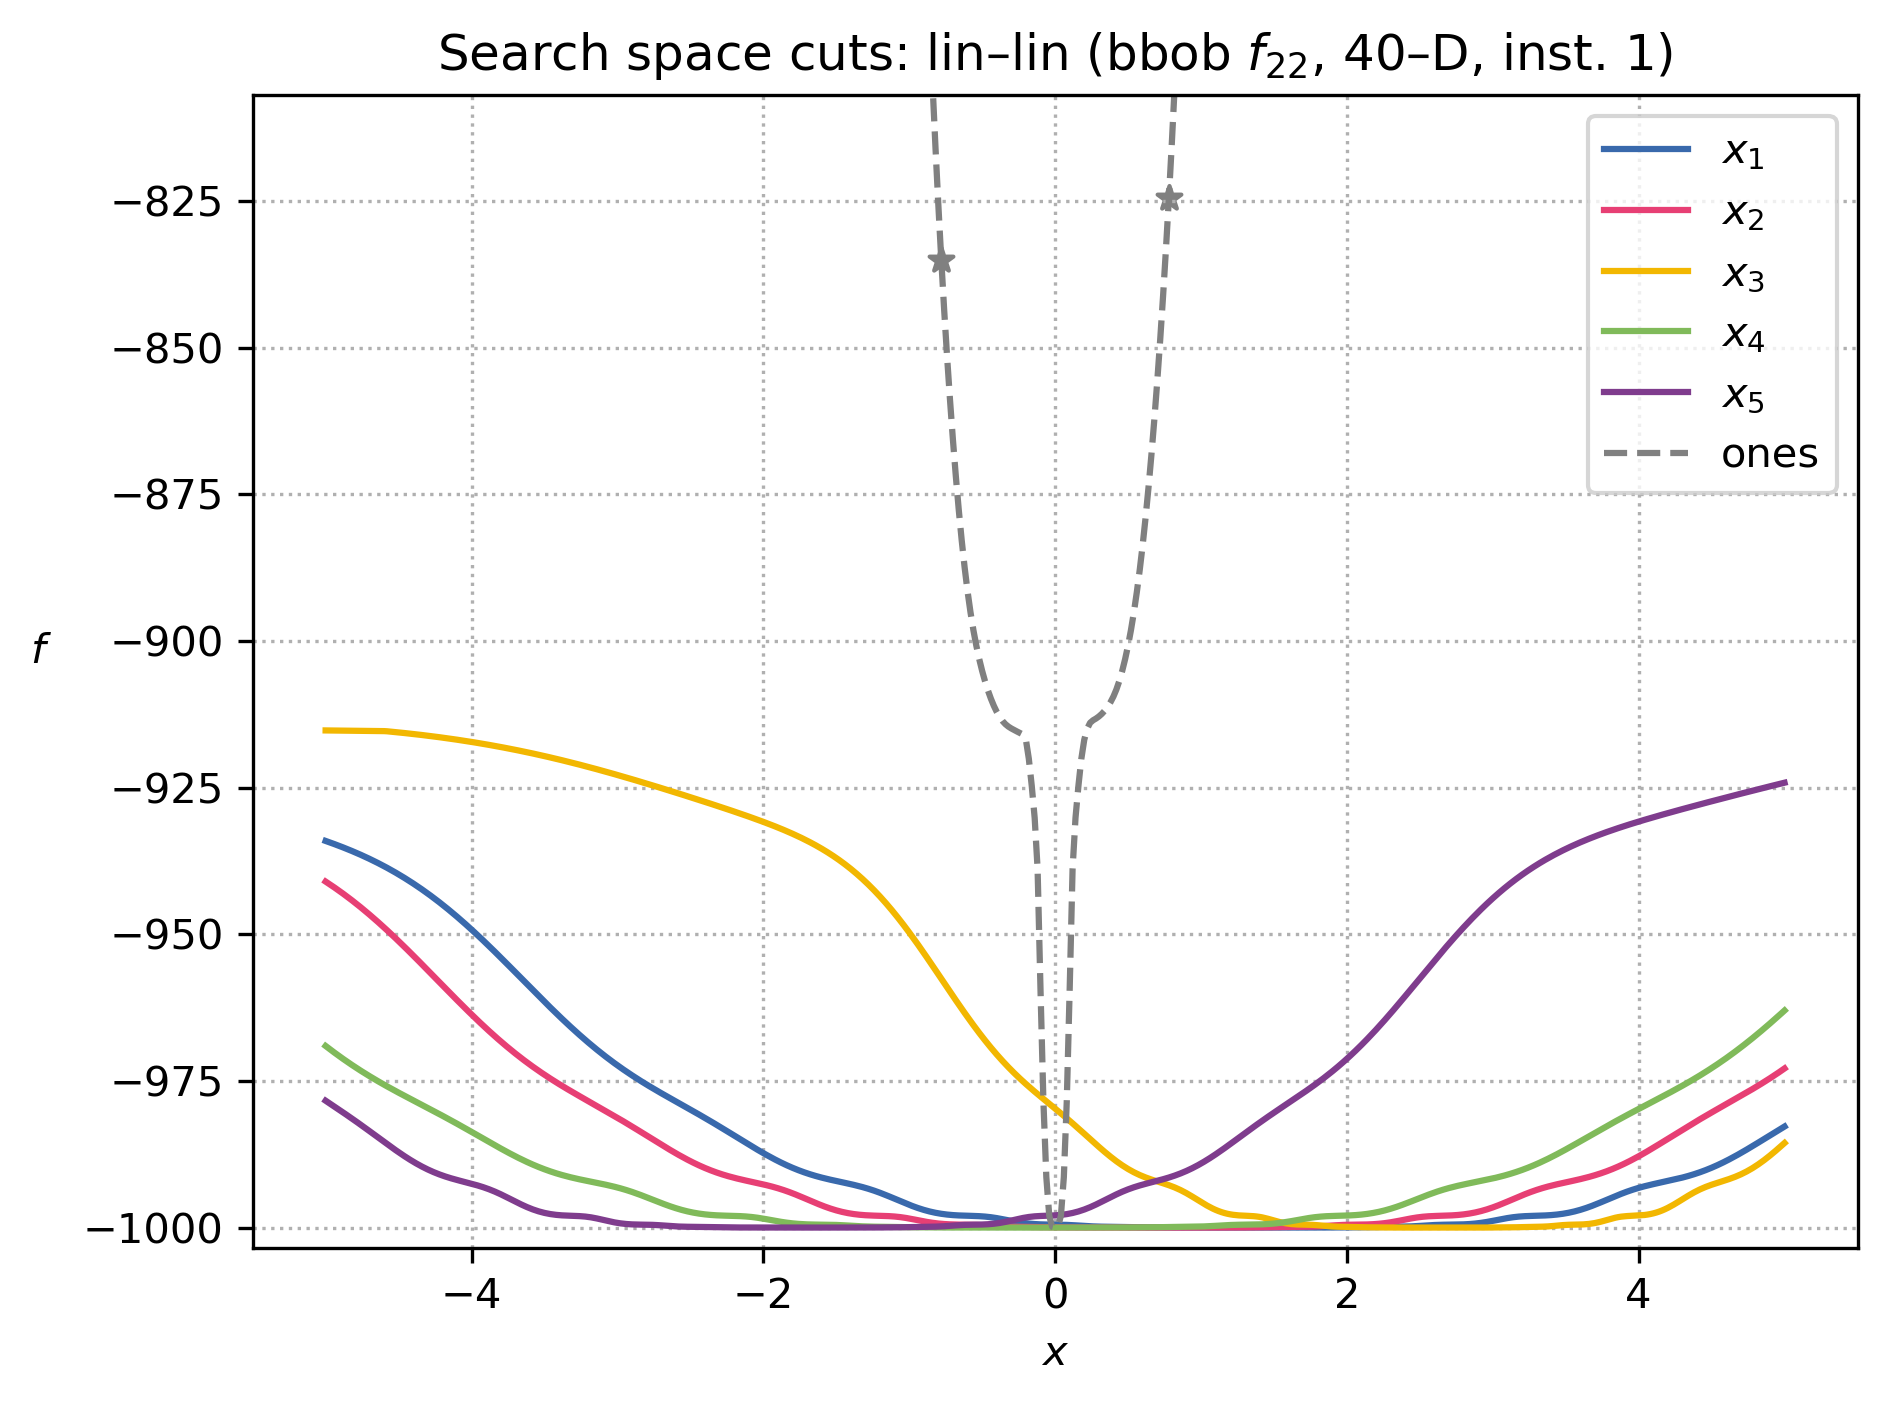 Search space cuts: lin–lin (bbob f₂₂, 40–D, inst. 1)
x₁
x₂
x₃
x₄
x₅
ones
f
−825
−850
−875
−900
−925
−950
−975
−1000
−4 −2 0 2 4
x